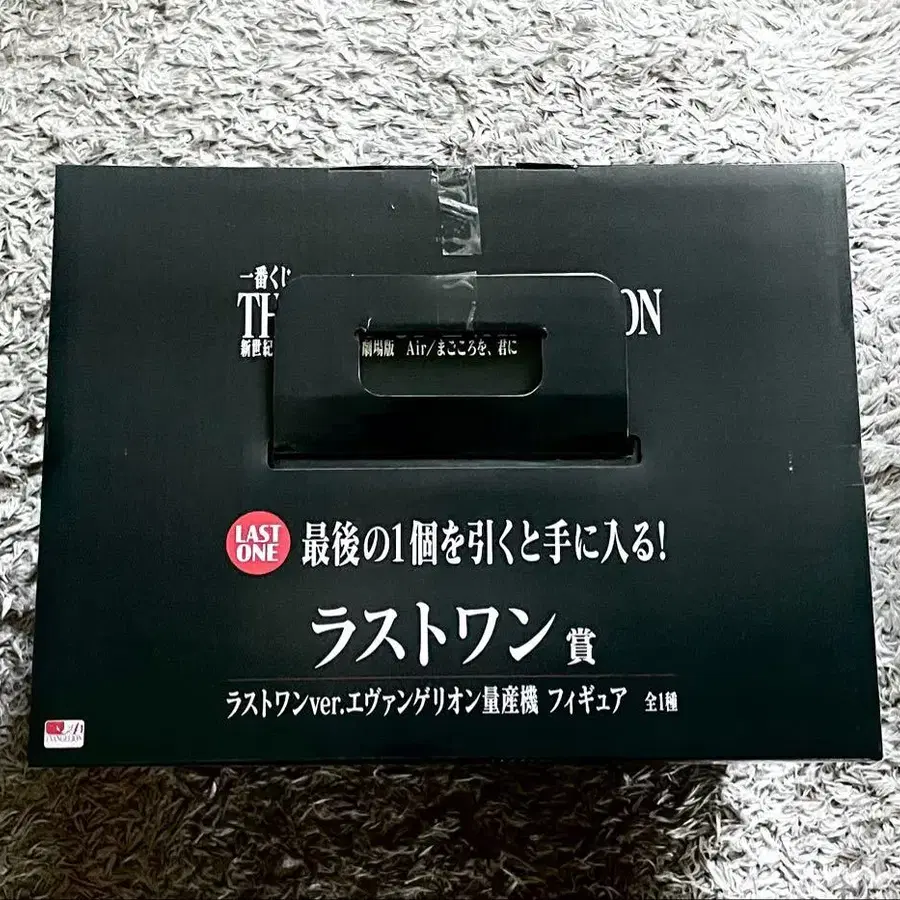 一番くじ
TH ON
新世紀
劇場版 Air/まごころを、君に
LAST
ONE
最後の1個を引くと手に入る!
ラストワン賞
ラストワンver.エヴァンゲリオン量産機 フィギュア 全1種
EVANGELION